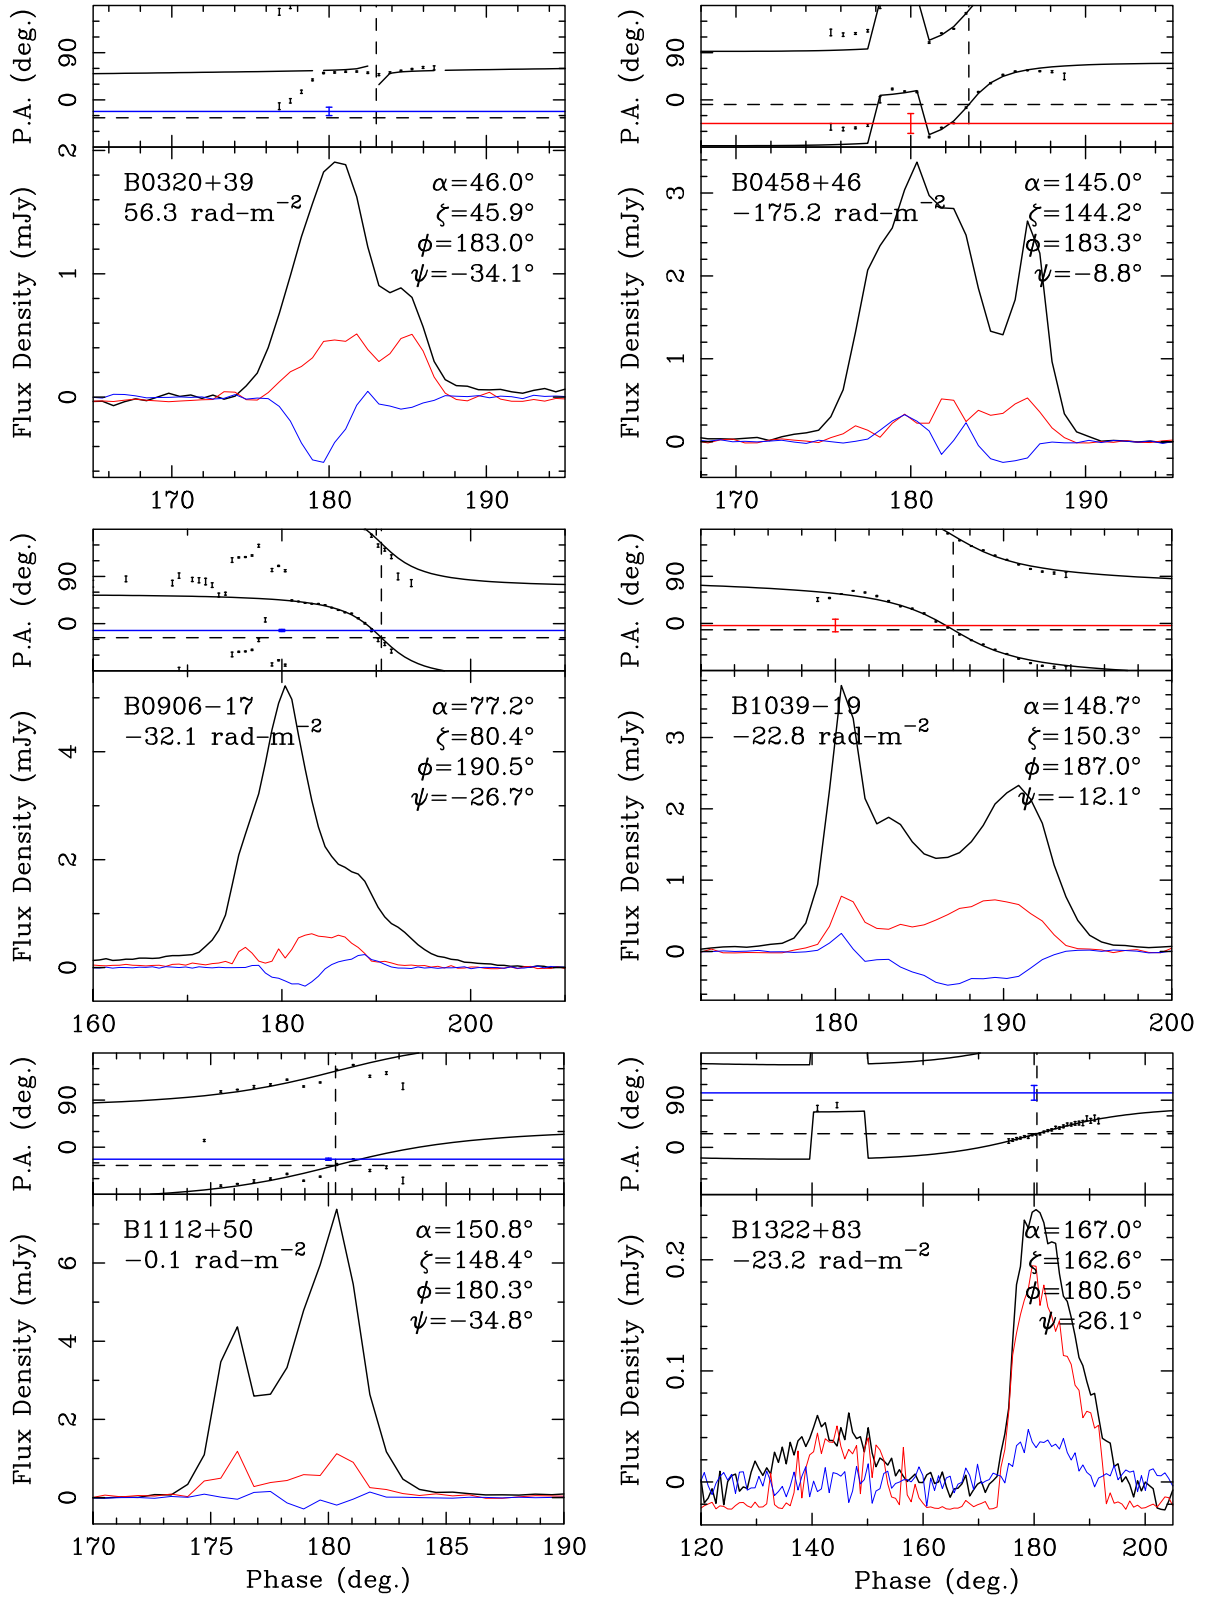 P.A. (deg.)
0 90
Flux Density (mJy)
0 1 2
B0320+39
56.3 rad-m⁻²
α=46.0°
ζ=45.9°
ϕ=183.0°
ψ=−34.1°
170 180 190
P.A. (deg.)
0 90
Flux Density (mJy)
0 1 2 3
B0458+46
−175.2 rad-m⁻²
α=145.0°
ζ=144.2°
ϕ=183.3°
ψ=−8.8°
170 180 190
P.A. (deg.)
0 90
Flux Density (mJy)
0 2 4
B0906−17
−32.1 rad-m⁻²
α=77.2°
ζ=80.4°
ϕ=190.5°
ψ=−26.7°
160 180 200
P.A. (deg.)
0 90
Flux Density (mJy)
0 1 2 3
B1039−19
−22.8 rad-m⁻²
α=148.7°
ζ=150.3°
ϕ=187.0°
ψ=−12.1°
180 190 200
P.A. (deg.)
0 90
Flux Density (mJy)
0 2 4 6
B1112+50
−0.1 rad-m⁻²
α=150.8°
ζ=148.4°
ϕ=180.3°
ψ=−34.8°
170 175 180 185 190
Phase (deg.)
P.A. (deg.)
0 90
Flux Density (mJy)
0 0.1 0.2
B1322+83
−23.2 rad-m⁻²
α=167.0°
ζ=162.6°
ϕ=180.5°
ψ=26.1°
120 140 160 180 200
Phase (deg.)